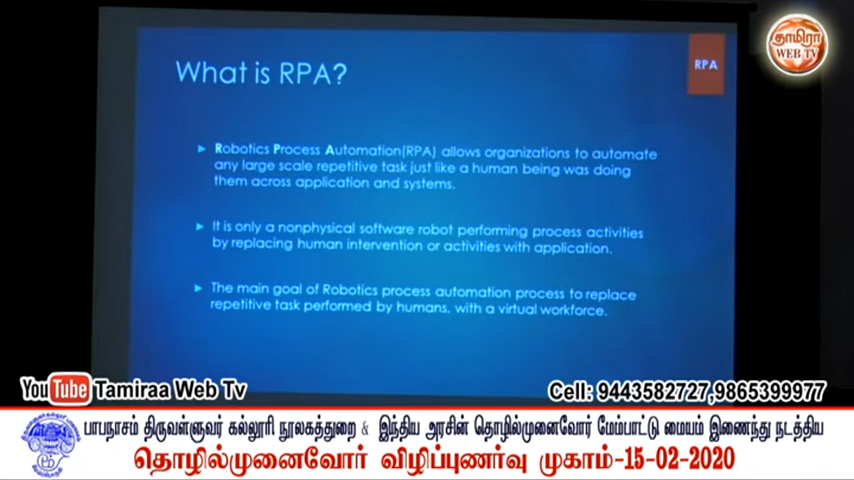 What is RPA?
RPA
தாமிரா
WEB TV
Robotics Process Automation(RPA) allows organizations to automate
any large scale repetitive task just like a human being was doing
them across application and systems.
It is only a nonphysical software robot performing process activities
by replacing human intervention or activities with application.
The main goal of Robotics process automation process to replace
repetitive task performed by humans, with a virtual workforce.
YouTube Tamiraa Web Tv
Cell: 9443582727,9865399977
பாபநாசம் திருவள்ளுவர் கல்லூரி நூலகத்துறை & இந்திய அரசின் தொழில்முனைவோர் மேம்பாட்டு மையம் இணைந்து நடத்திய
தொழில்முனைவோர் விழிப்புணர்வு முகாம்-15-02-2020